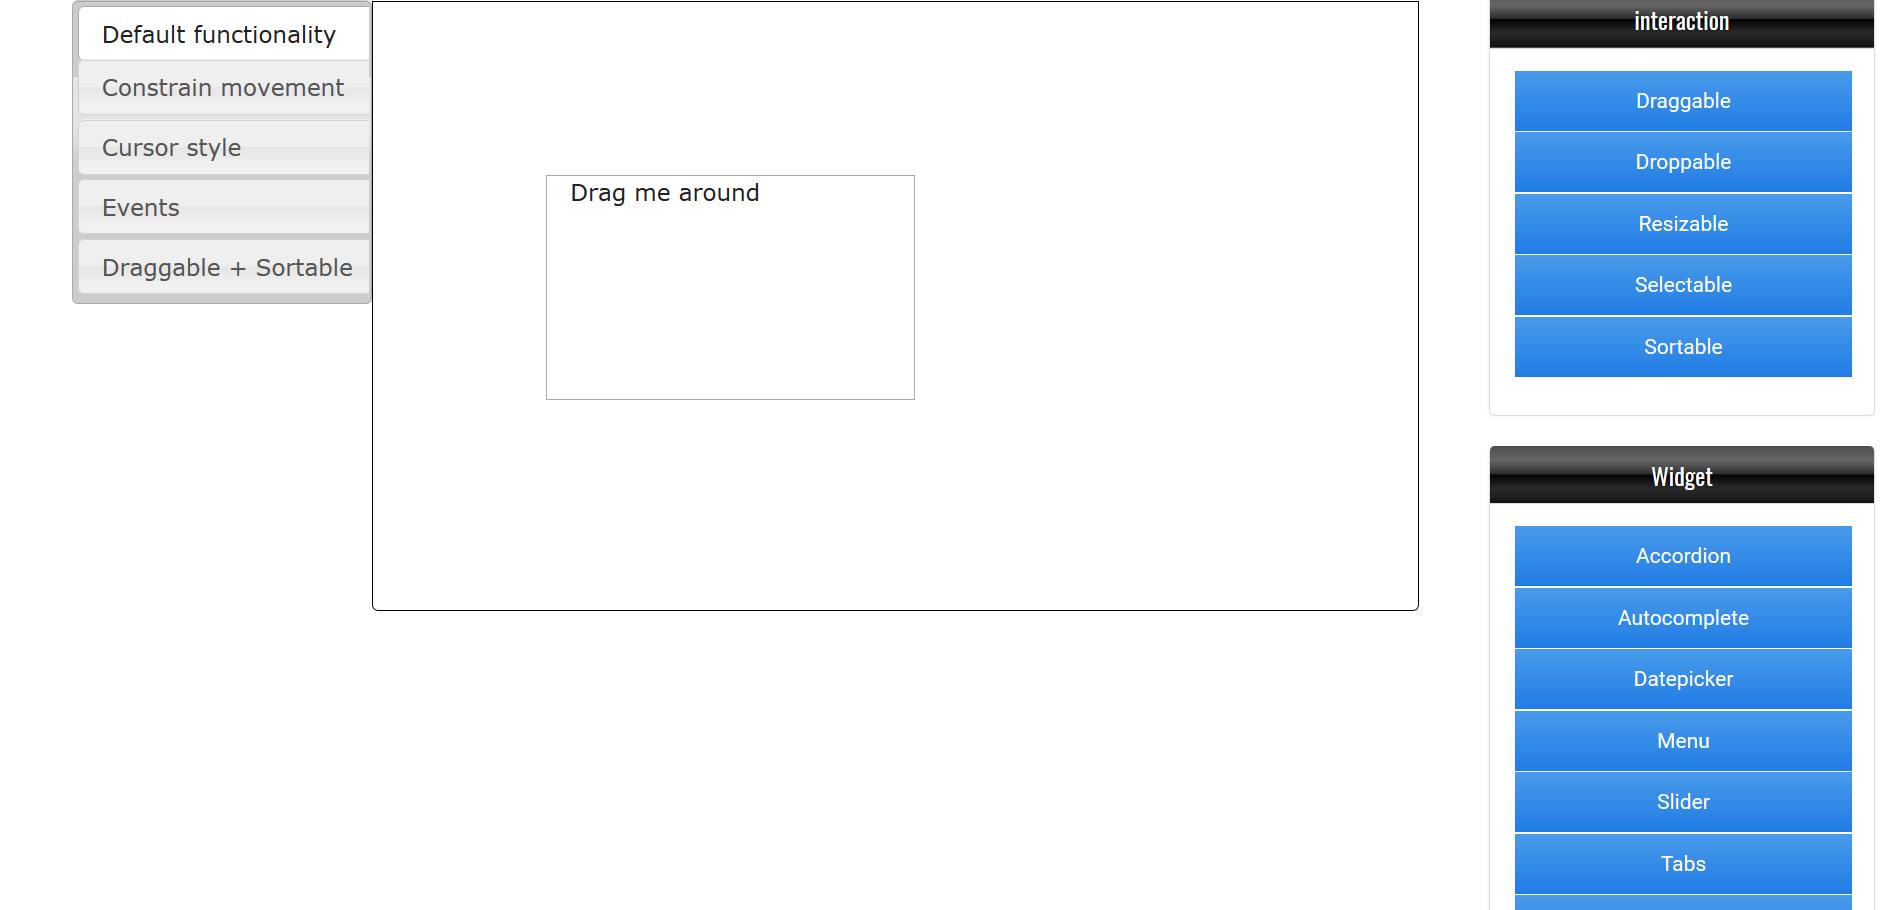 Default functionality
Constrain movement
Cursor style
Events
Draggable + Sortable
Drag me around
interaction
Draggable
Droppable
Resizable
Selectable
Sortable
Widget
Accordion
Autocomplete
Datepicker
Menu
Slider
Tabs